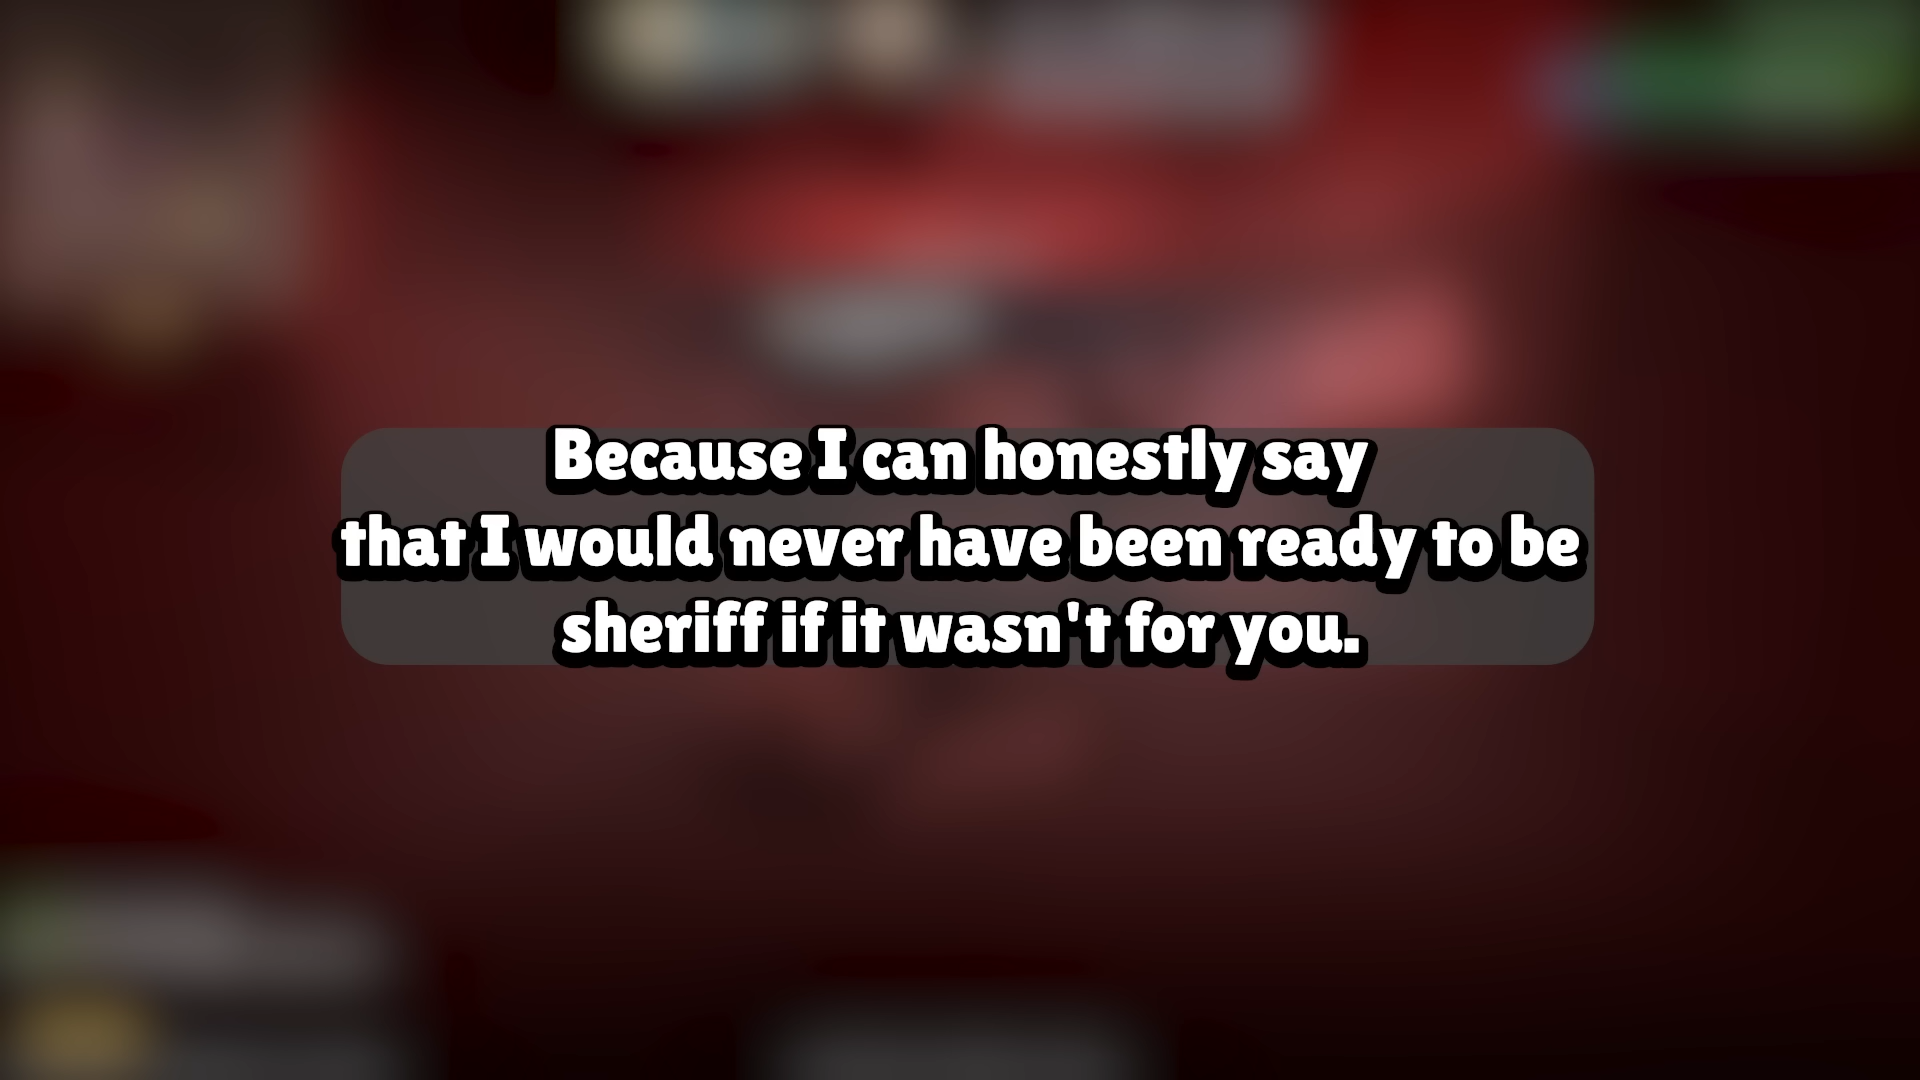 Because I can honestly say
that I would never have been ready to be
sheriff if it wasn't for you.